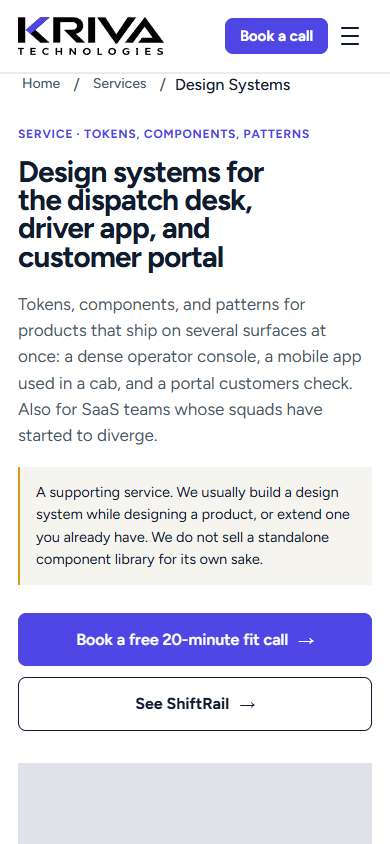 KRIVA
TECHNOLOGIES
Book a call
Home / Services / Design Systems
SERVICE · TOKENS, COMPONENTS, PATTERNS
Design systems for
the dispatch desk,
driver app, and
customer portal
Tokens, components, and patterns for
products that ship on several surfaces at
once: a dense operator console, a mobile app
used in a cab, and a portal customers check.
Also for SaaS teams whose squads have
started to diverge.
A supporting service. We usually build a design
system while designing a product, or extend one
you already have. We do not sell a standalone
component library for its own sake.
Book a free 20-minute fit call →
See ShiftRail →